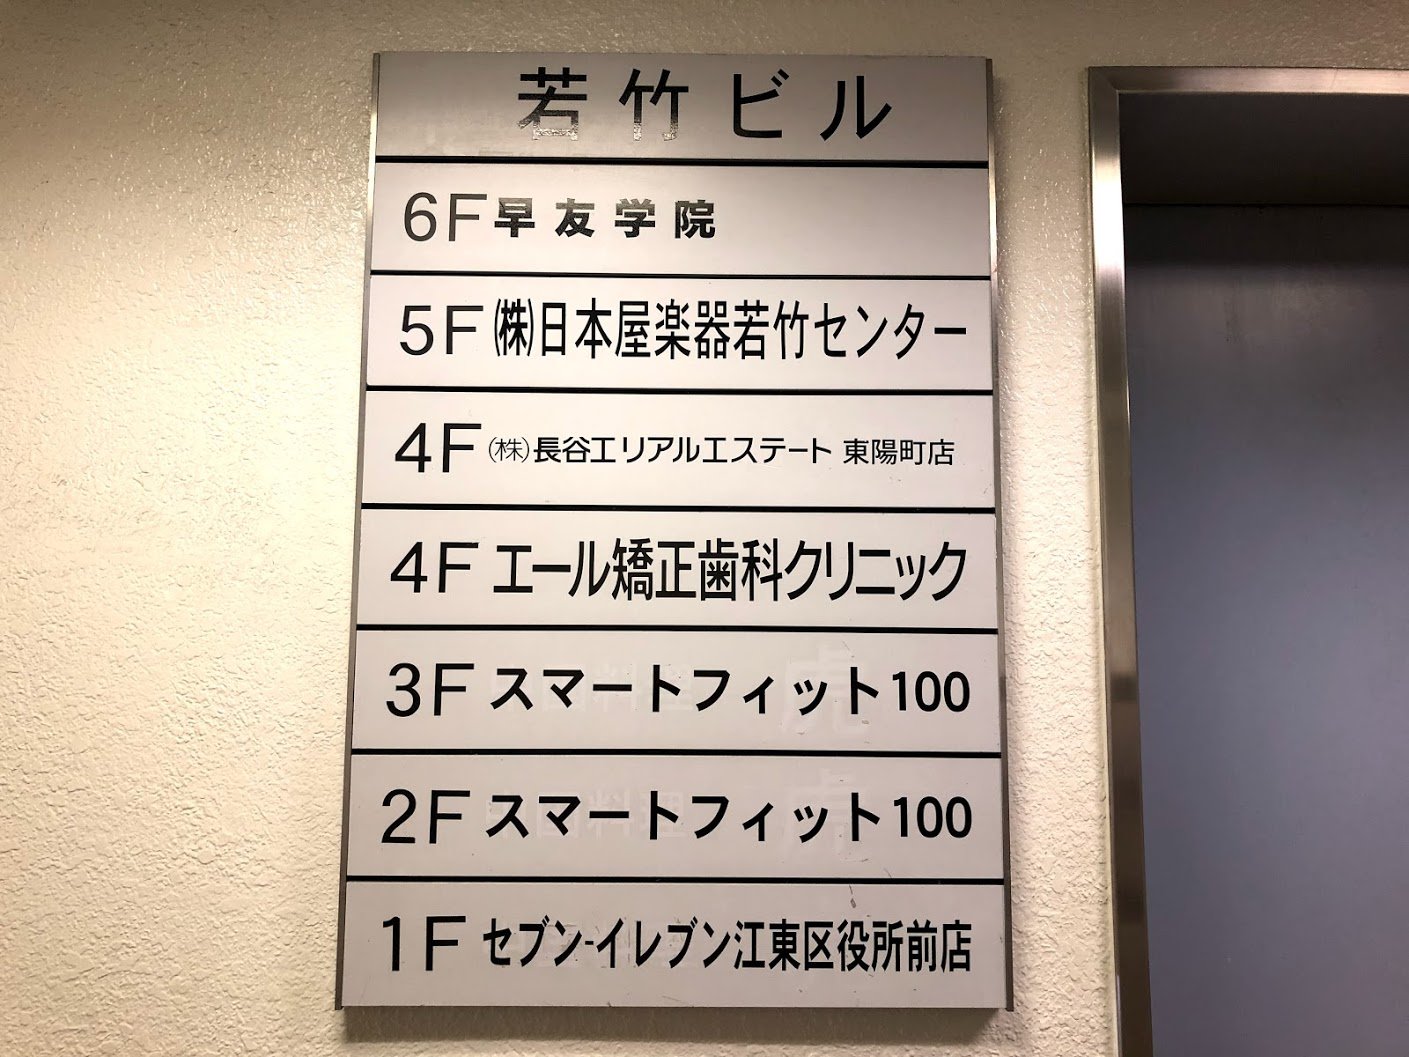 若竹ビル
6F 早友学院
5F ㈱日本屋楽器若竹センター
4F ㈱長谷工リアルエステート 東陽町店
4F エール矯正歯科クリニック
3F スマートフィット100
2F スマートフィット100
1F セブン-イレブン江東区役所前店